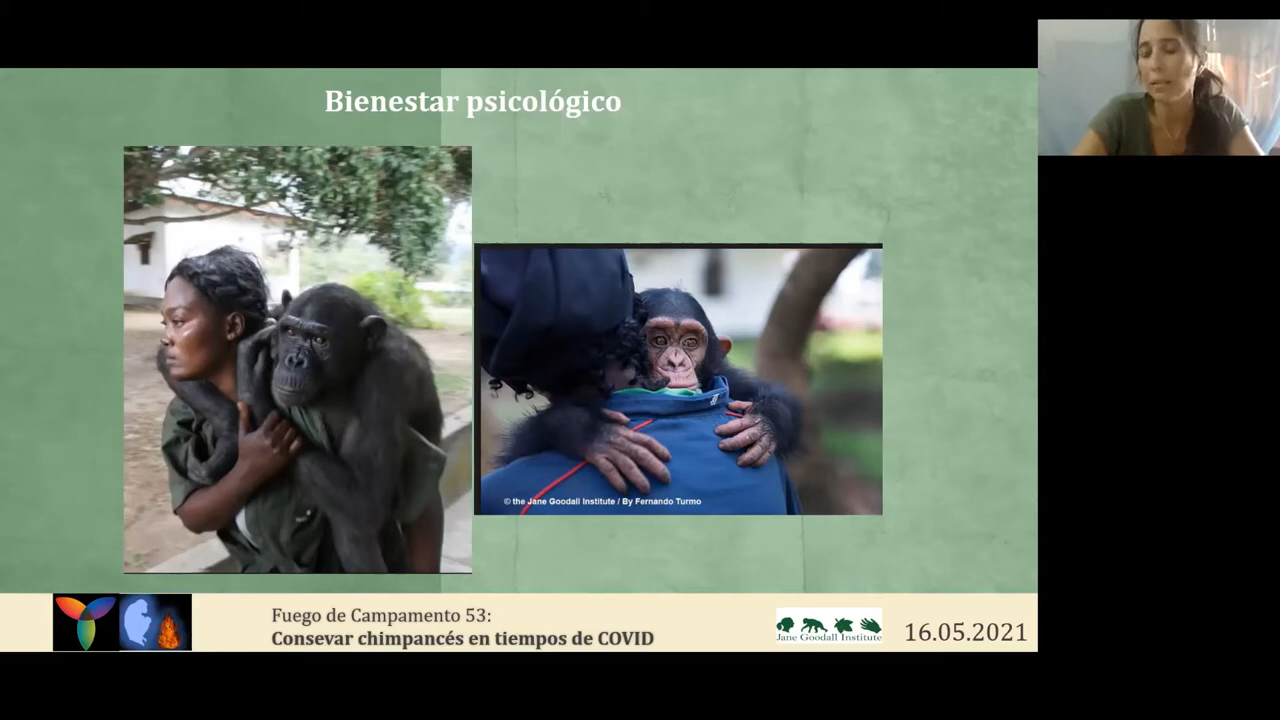 Bienestar psicológico
© the Jane Goodall Institute / By Fernando Turmo
Fuego de Campamento 53:
Consevar chimpancés en tiempos de COVID
Jane Goodall Institute
16.05.2021